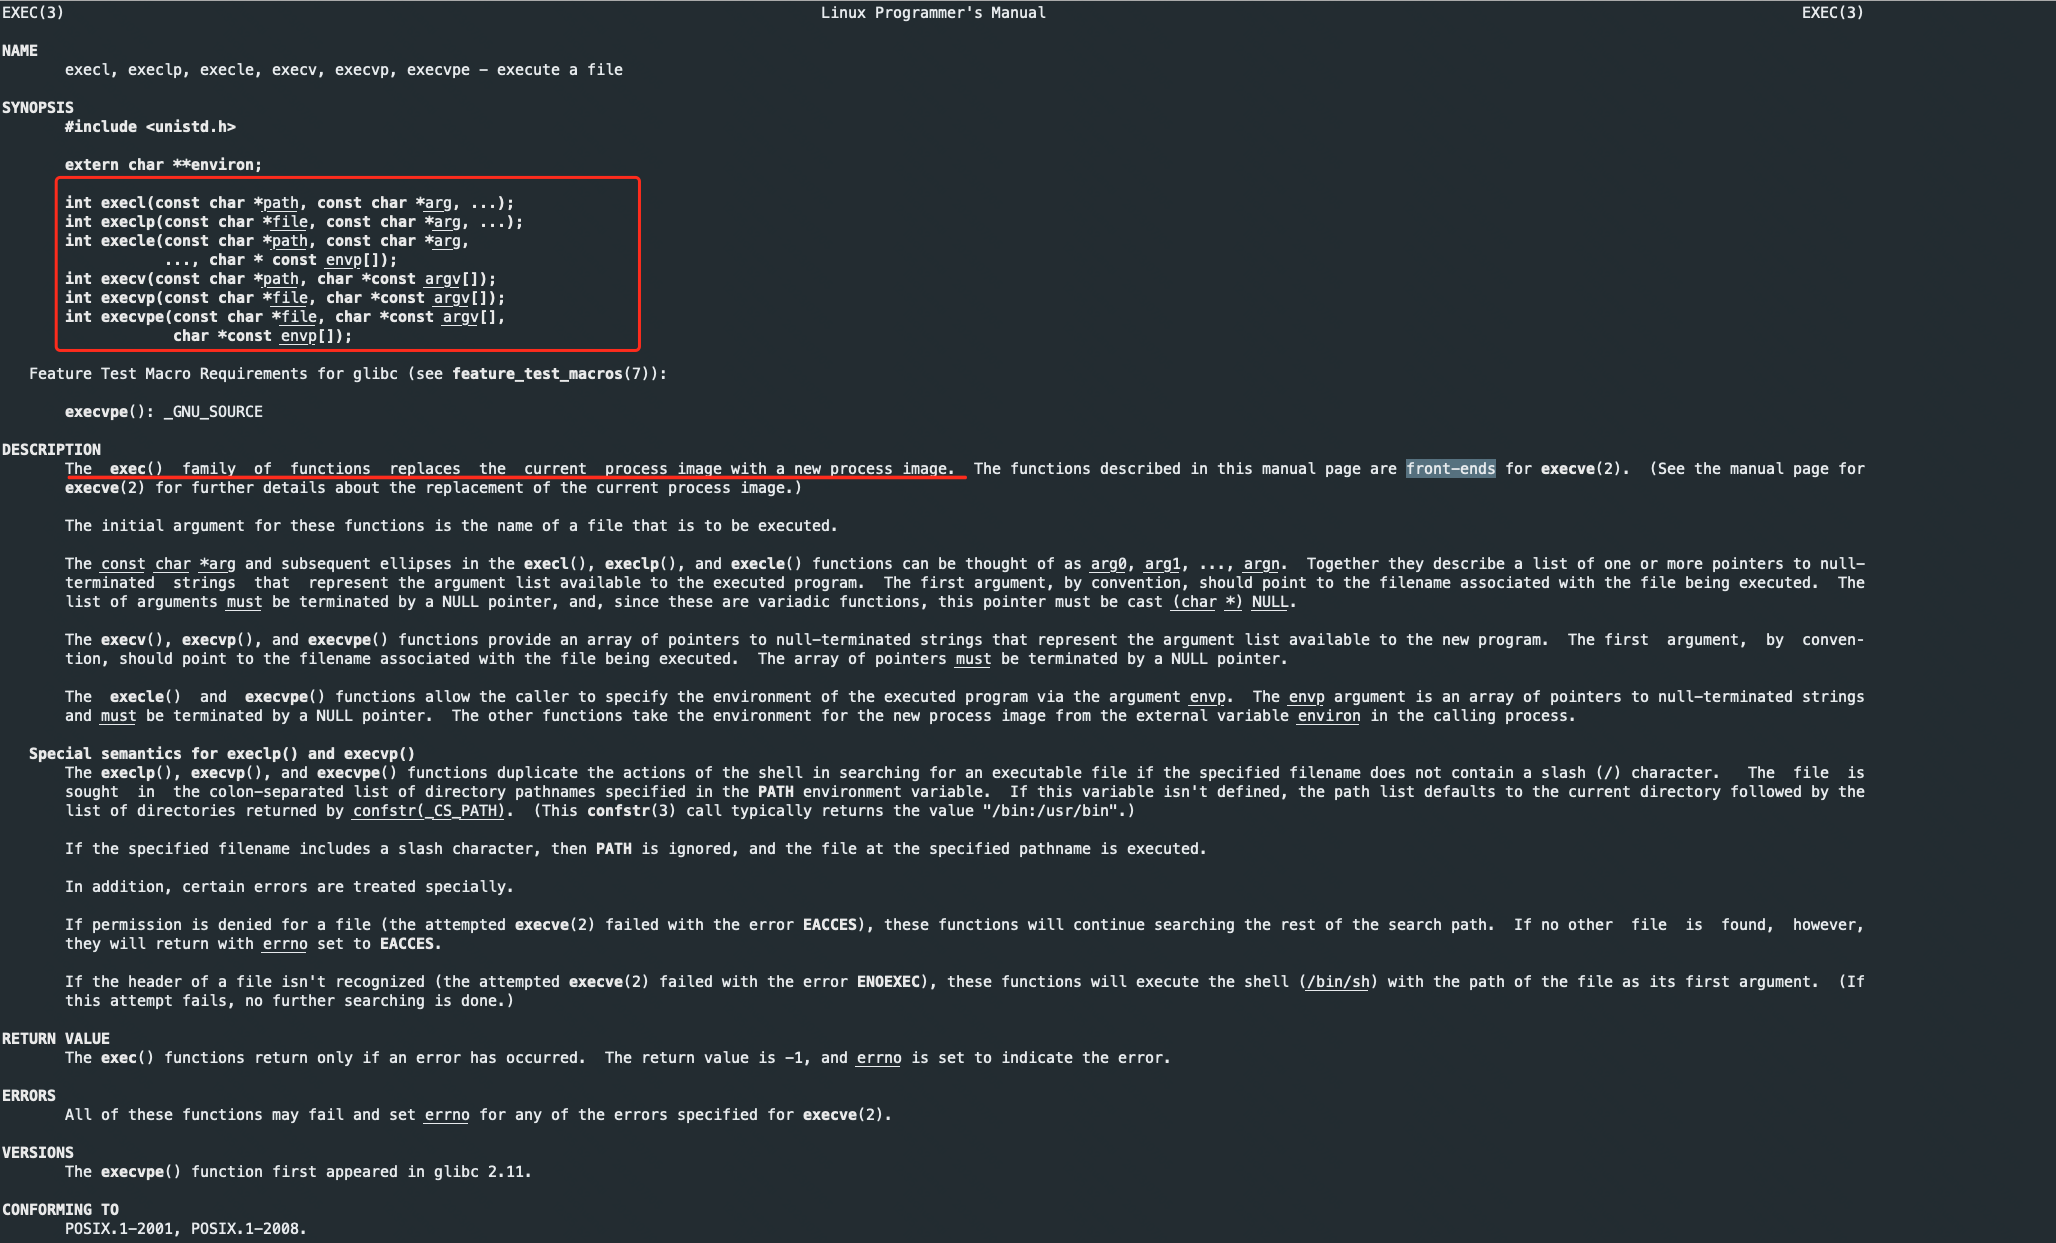 EXEC(3) Linux Programmer's Manual EXEC(3)
NAME
execl, execlp, execle, execv, execvp, execvpe – execute a file
SYNOPSIS
#include <unistd.h>
extern char **environ;
int execl(const char *path, const char *arg, ...);
int execlp(const char *file, const char *arg, ...);
int execle(const char *path, const char *arg,
..., char * const envp[]);
int execv(const char *path, char *const argv[]);
int execvp(const char *file, char *const argv[]);
int execvpe(const char *file, char *const argv[],
char *const envp[]);
Feature Test Macro Requirements for glibc (see feature_test_macros(7)):
execvpe(): _GNU_SOURCE
DESCRIPTION
The exec() family of functions replaces the current process image with a new process image. The functions described in this manual page are front-ends for execve(2). (See the manual page for
execve(2) for further details about the replacement of the current process image.)
The initial argument for these functions is the name of a file that is to be executed.
The const char *arg and subsequent ellipses in the execl(), execlp(), and execle() functions can be thought of as arg0, arg1, ..., argn. Together they describe a list of one or more pointers to null-
terminated strings that represent the argument list available to the executed program. The first argument, by convention, should point to the filename associated with the file being executed. The
list of arguments must be terminated by a NULL pointer, and, since these are variadic functions, this pointer must be cast (char *) NULL.
The execv(), execvp(), and execvpe() functions provide an array of pointers to null-terminated strings that represent the argument list available to the new program. The first argument, by conven-
tion, should point to the filename associated with the file being executed. The array of pointers must be terminated by a NULL pointer.
The execle() and execvpe() functions allow the caller to specify the environment of the executed program via the argument envp. The envp argument is an array of pointers to null-terminated strings
and must be terminated by a NULL pointer. The other functions take the environment for the new process image from the external variable environ in the calling process.
Special semantics for execlp() and execvp()
The execlp(), execvp(), and execvpe() functions duplicate the actions of the shell in searching for an executable file if the specified filename does not contain a slash (/) character. The file is
sought in the colon-separated list of directory pathnames specified in the PATH environment variable. If this variable isn't defined, the path list defaults to the current directory followed by the
list of directories returned by confstr(_CS_PATH). (This confstr(3) call typically returns the value "/bin:/usr/bin".)
If the specified filename includes a slash character, then PATH is ignored, and the file at the specified pathname is executed.
In addition, certain errors are treated specially.
If permission is denied for a file (the attempted execve(2) failed with the error EACCES), these functions will continue searching the rest of the search path. If no other file is found, however,
they will return with errno set to EACCES.
If the header of a file isn't recognized (the attempted execve(2) failed with the error ENOEXEC), these functions will execute the shell (/bin/sh) with the path of the file as its first argument. (If
this attempt fails, no further searching is done.)
RETURN VALUE
The exec() functions return only if an error has occurred. The return value is -1, and errno is set to indicate the error.
ERRORS
All of these functions may fail and set errno for any of the errors specified for execve(2).
VERSIONS
The execvpe() function first appeared in glibc 2.11.
CONFORMING TO
POSIX.1-2001, POSIX.1-2008.